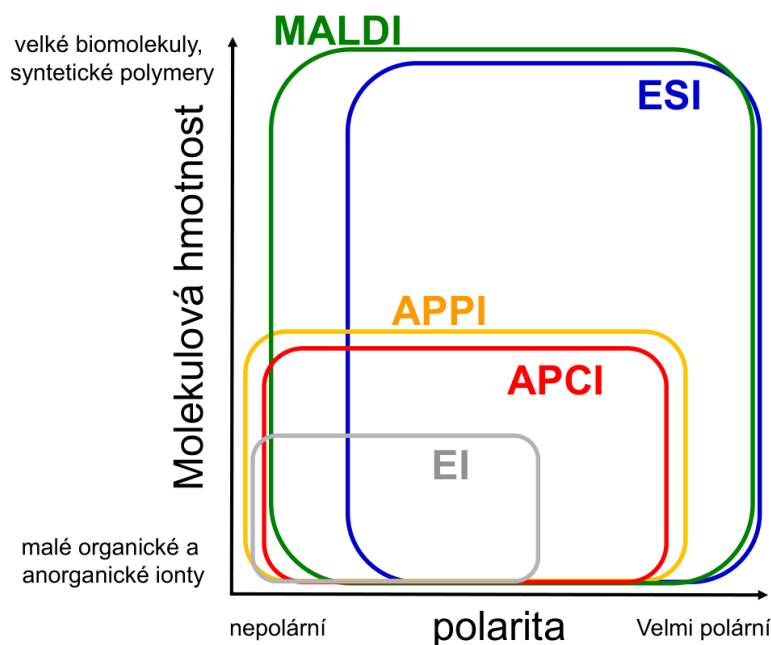 velké biomolekuly,
syntetické polymery
MALDI
ESI
Molekulová hmotnost
APPI
APCI
EI
malé organické a
anorganické ionty
nepolární
polarita
Velmi polární